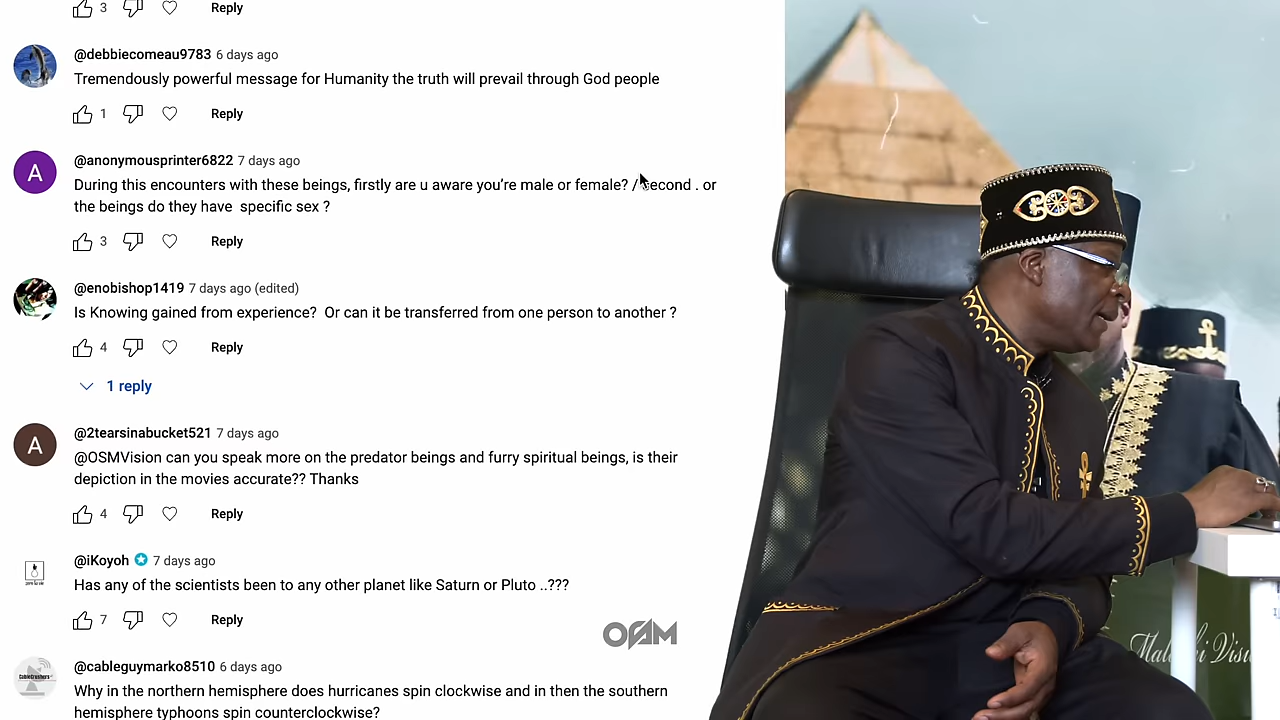 3 Reply
@debbiecomeau9783 6 days ago
Tremendously powerful message for Humanity the truth will prevail through God people
1 Reply
A
@anonymousprinter6822 7 days ago
During this encounters with these beings, firstly are u aware you're male or female? / second . or
the beings do they have specific sex ?
3 Reply
@enobishop1419 7 days ago (edited)
Is Knowing gained from experience? Or can it be transferred from one person to another ?
4 Reply
1 reply
A
@2tearsinabucket521 7 days ago
@OSMVision can you speak more on the predator beings and furry spiritual beings, is their
depiction in the movies accurate?? Thanks
4 Reply
@iKoyoh 7 days ago
Has any of the scientists been to any other planet like Saturn or Pluto ..???
7 Reply
@cableguymarko8510 6 days ago
Why in the northern hemisphere does hurricanes spin clockwise and in then the southern
hemisphere typhoons spin counterclockwise?